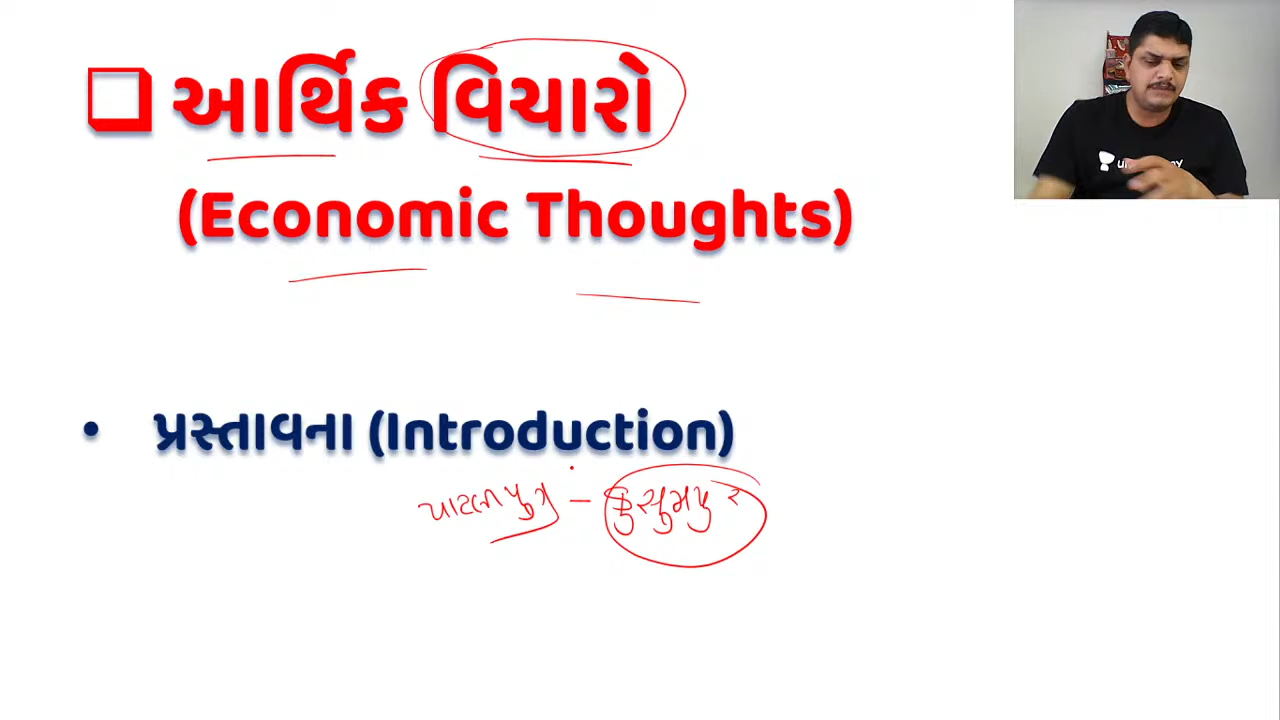 આર્થિક વિચારો
(Economic Thoughts)
• પ્રસ્તાવના (Introduction)
પાટલીપુત્ર - કુસુમપુર